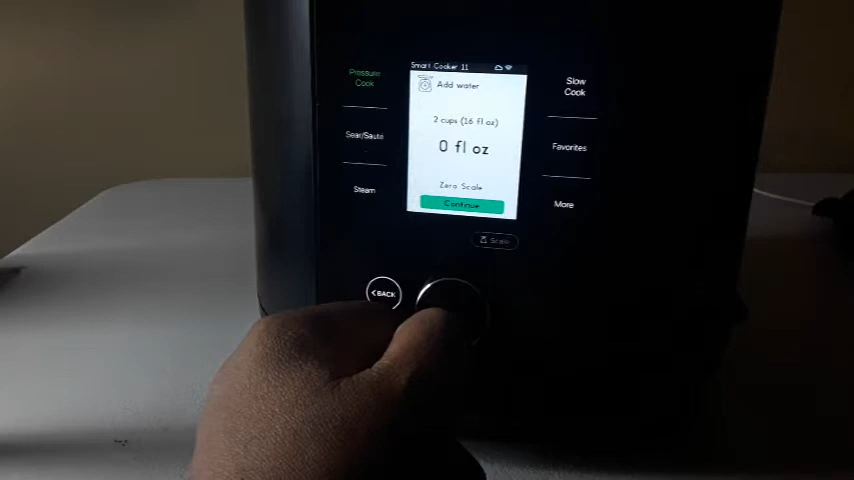 Smart Cooker 11
Pressure
Cook
Add water
Slow
Cook
2 cups (16 fl oz)
Sear/Sauté
0 fl oz
Favorites
Steam
Zero Scale
Continue
More
Scale
<BACK